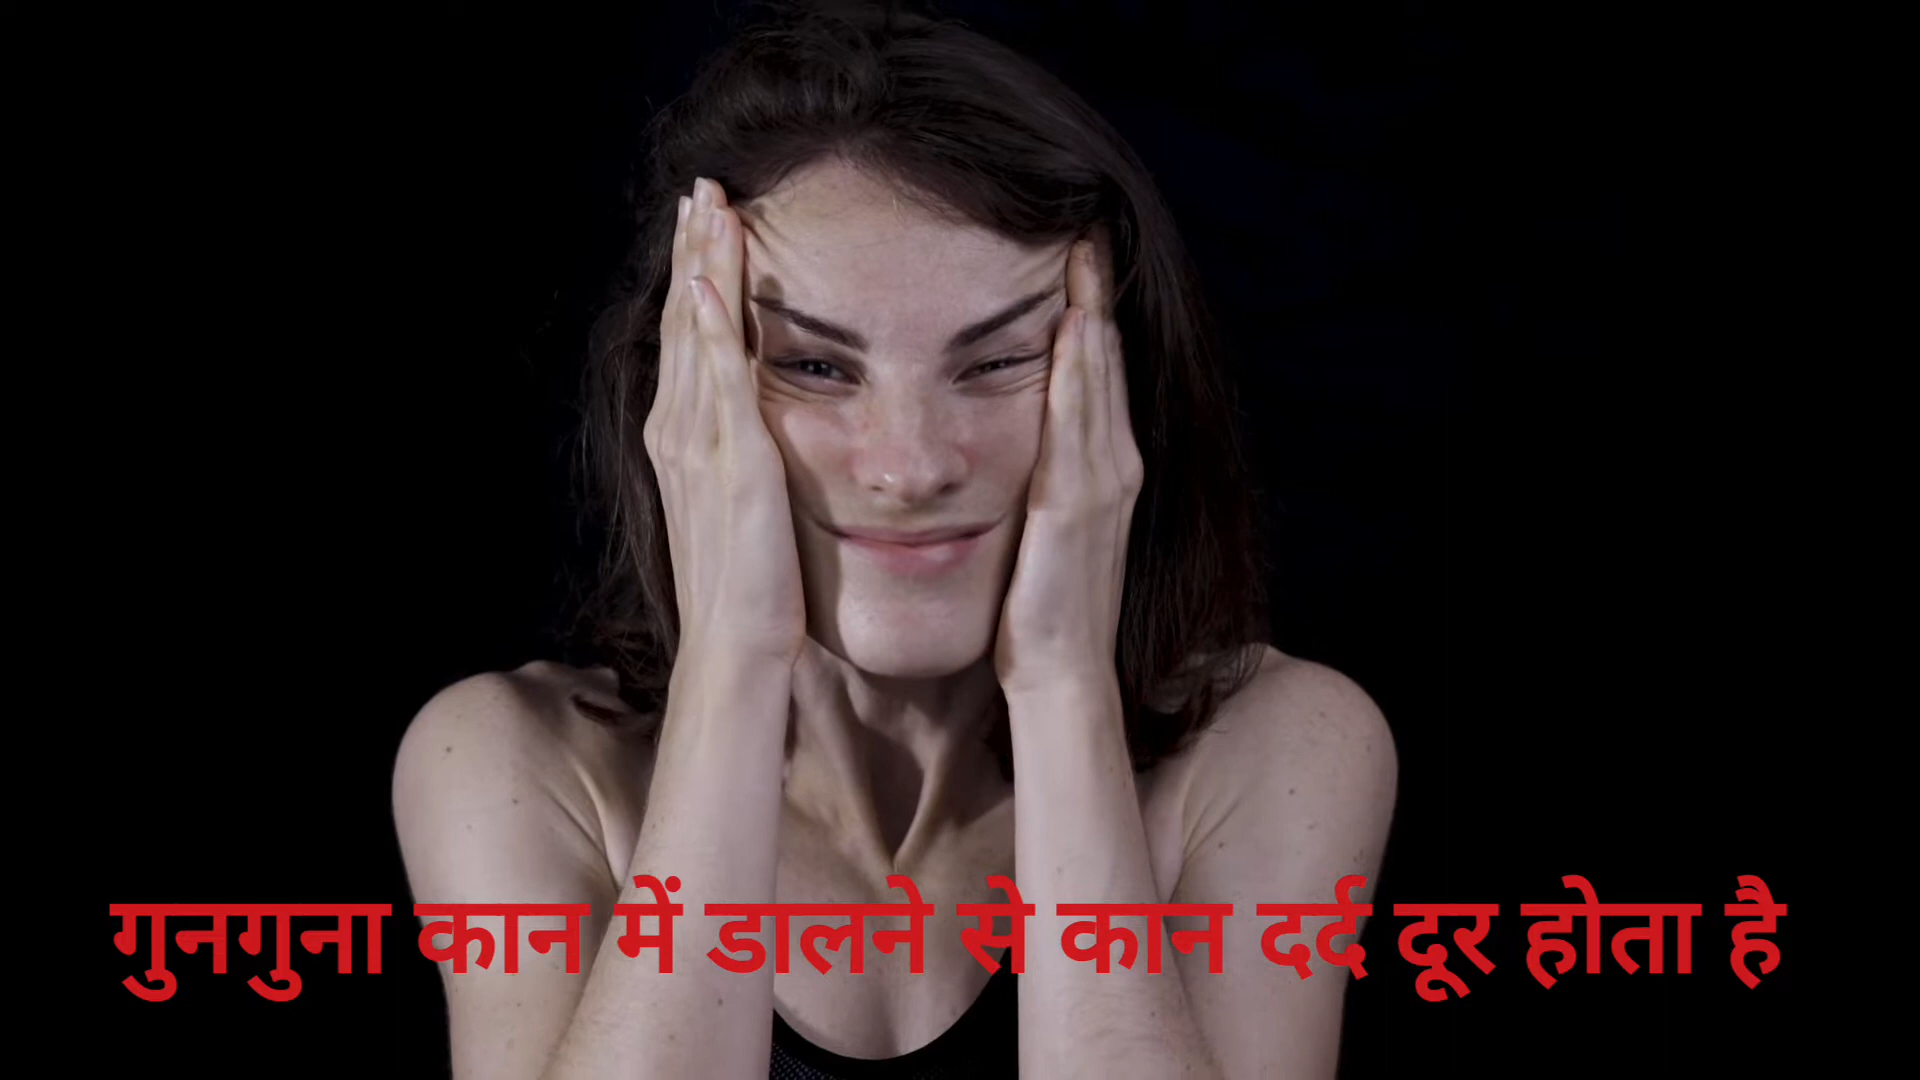 गुनगुना कान में डालने से कान दर्द दूर होता है